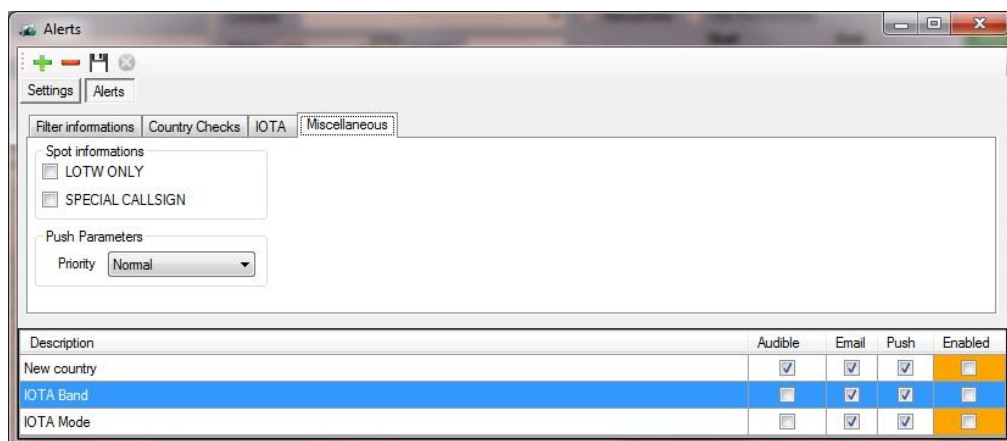 Alerts
Settings Alerts
Filter informations Country Checks IOTA Miscellaneous
Spot informations
LOTW ONLY
SPECIAL CALLSIGN
Push Parameters
Priority Normal
Description Audible Email Push Enabled
New country
IOTA Band
IOTA Mode